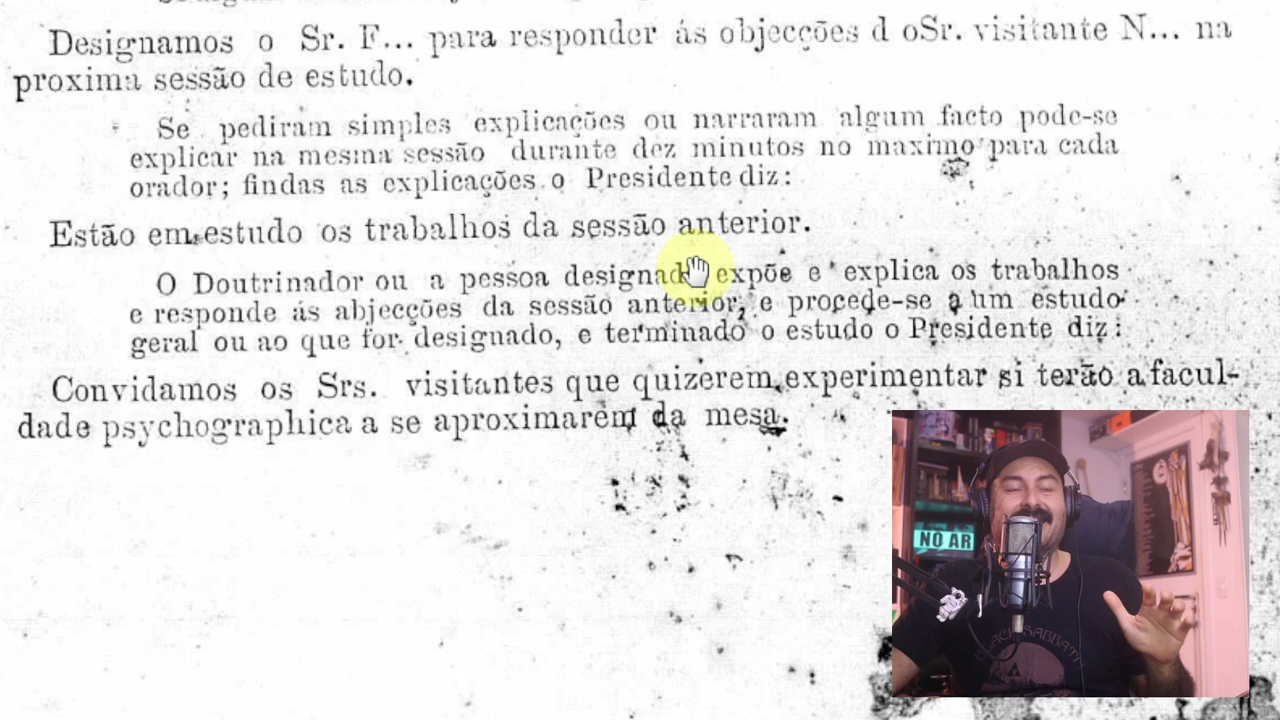 Designamos o Sr. F... para responder ás objecções d oSr. visitante N... na
proxima sessão de estudo.
Se pediram simples explicações ou narraram algum facto pode-se
explicar na mesma sessão durante dez minutos no maximo para cada
orador; findas as explicações o Presidente diz:
Estão em estudo os trabalhos da sessão anterior.
O Doutrinador ou a pessoa designad expõe e explica os trabalhos
e responde ás abjecções da sessão anterior, e procede-se a um estudo
geral ou ao que for designado, e terminado o estudo o Presidente diz:
Convidamos os Srs. visitantes que quizerem experimentar si terão a facul-
dade psychographica a se aproximarem da mesa.
NO AR
BLACK SABBATH